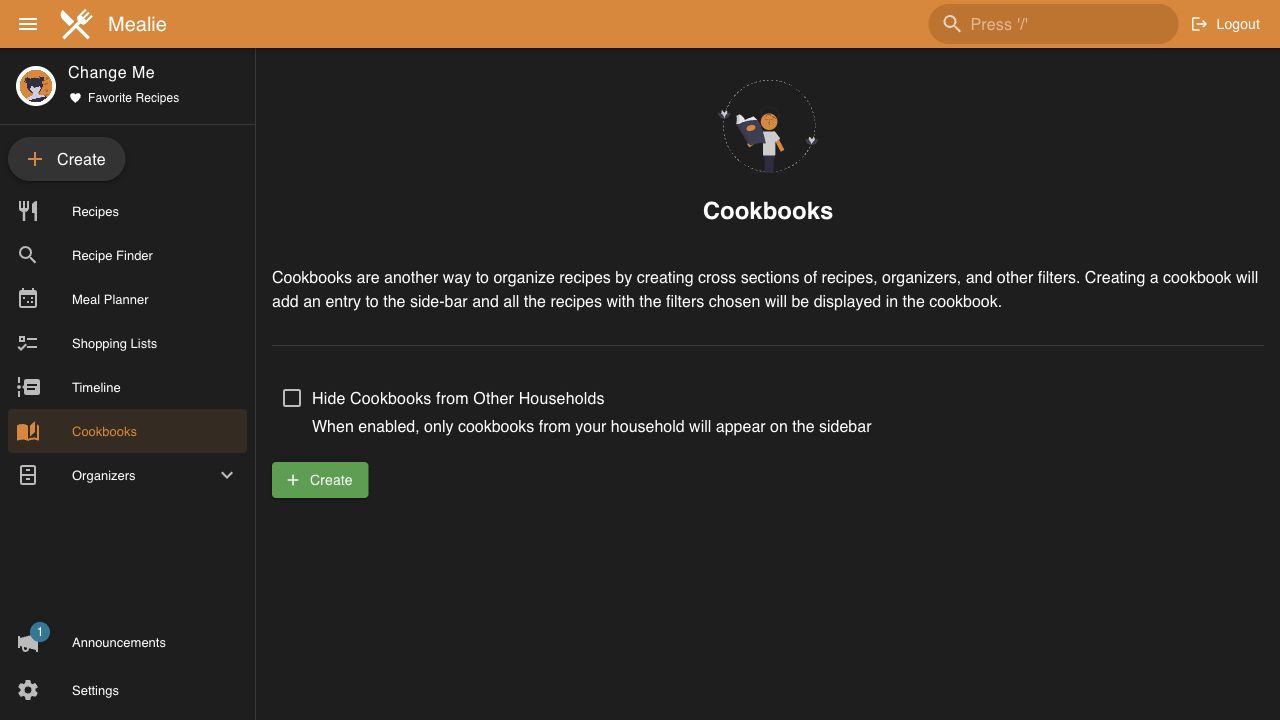 Mealie
Press '/'
Logout
Change Me
Favorite Recipes
Create
Recipes
Recipe Finder
Meal Planner
Shopping Lists
Timeline
Cookbooks
Organizers
1
Announcements
Settings
Cookbooks
Cookbooks are another way to organize recipes by creating cross sections of recipes, organizers, and other filters. Creating a cookbook will
add an entry to the side-bar and all the recipes with the filters chosen will be displayed in the cookbook.
Hide Cookbooks from Other Households
When enabled, only cookbooks from your household will appear on the sidebar
Create